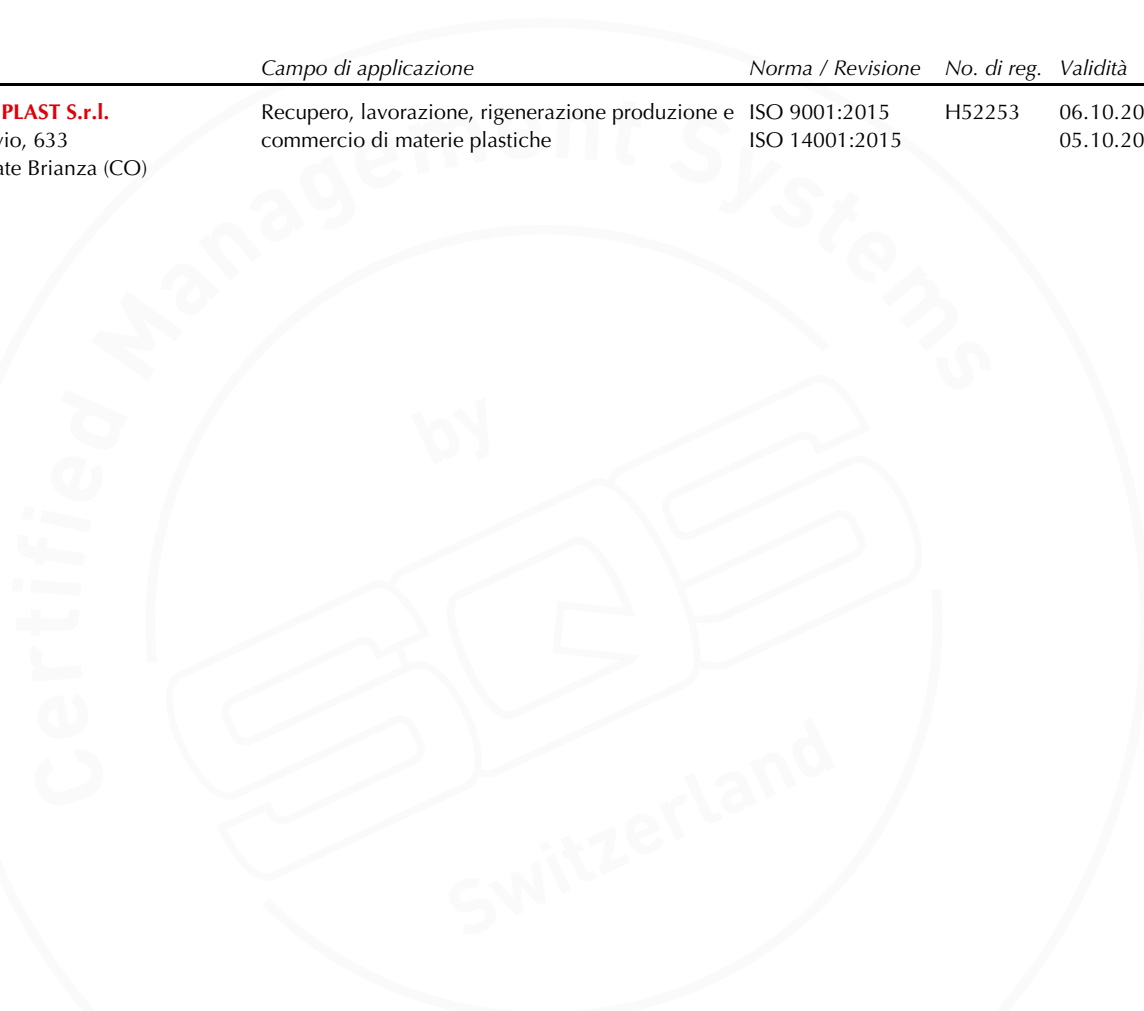 Campo di applicazione Norma / Revisione No. di reg. Validità
PLAST S.r.l. Recupero, lavorazione, rigenerazione produzione e ISO 9001:2015 H52253 06.10.20
vio, 633 commercio di materie plastiche ISO 14001:2015 05.10.20
ate Brianza (CO)
Certified Management Systems
by
SQS
Switzerland